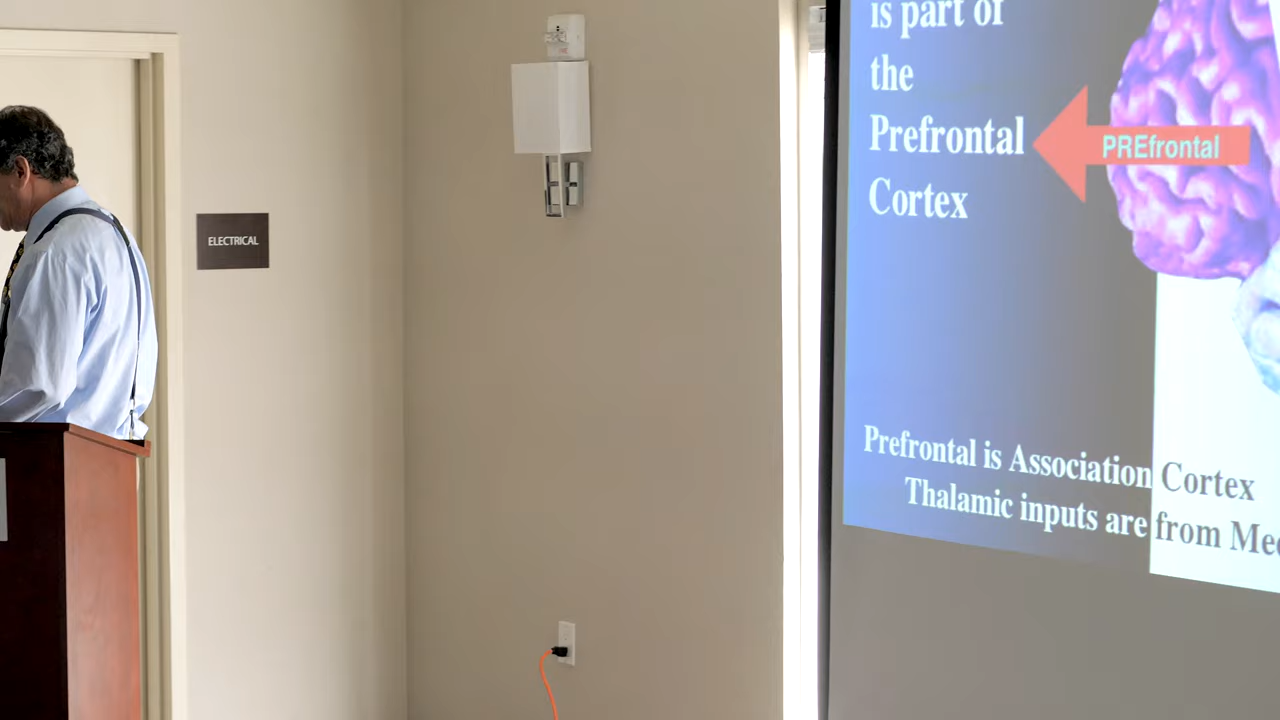 ELECTRICAL
is part of
the
Prefrontal
Cortex
PREfrontal
Prefrontal is Association Cortex
Thalamic inputs are from